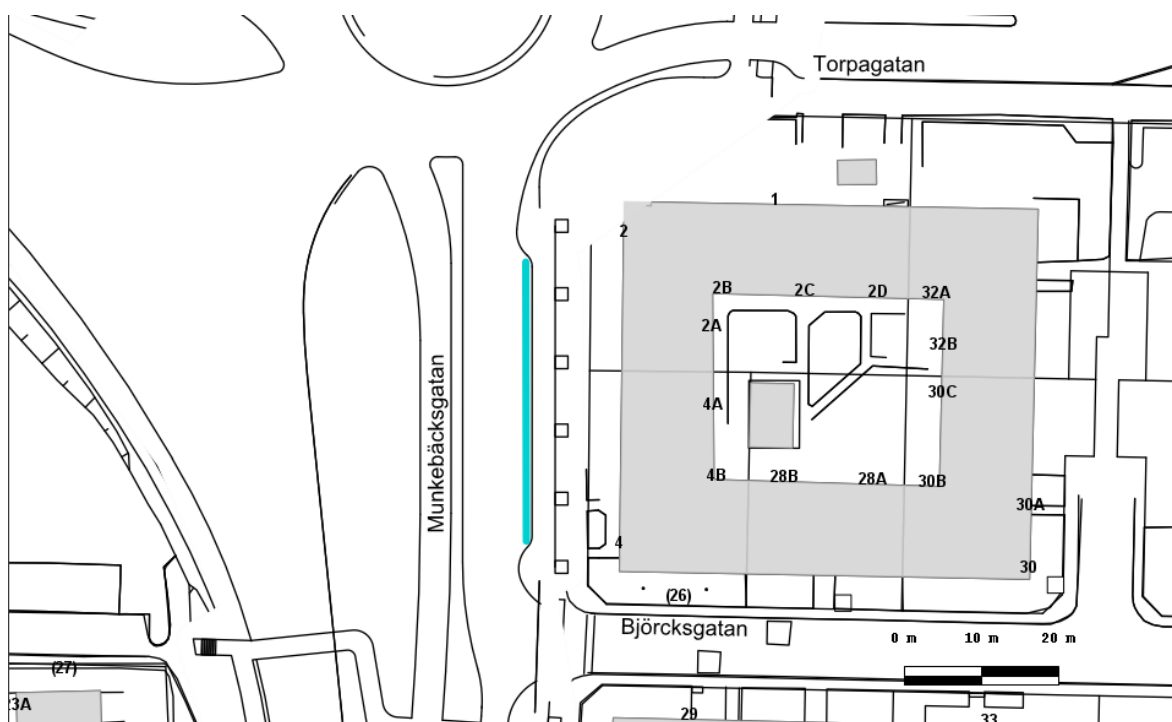 Torpagatan
1
2
2B
2C
2D
32A
2A
32B
30C
4A
4B
28B
28A
30B
30A
4
30
(26)
Munkebäcksgatan
Björcksgatan
0 m 10 m 20 m
(27)
23A
29
33